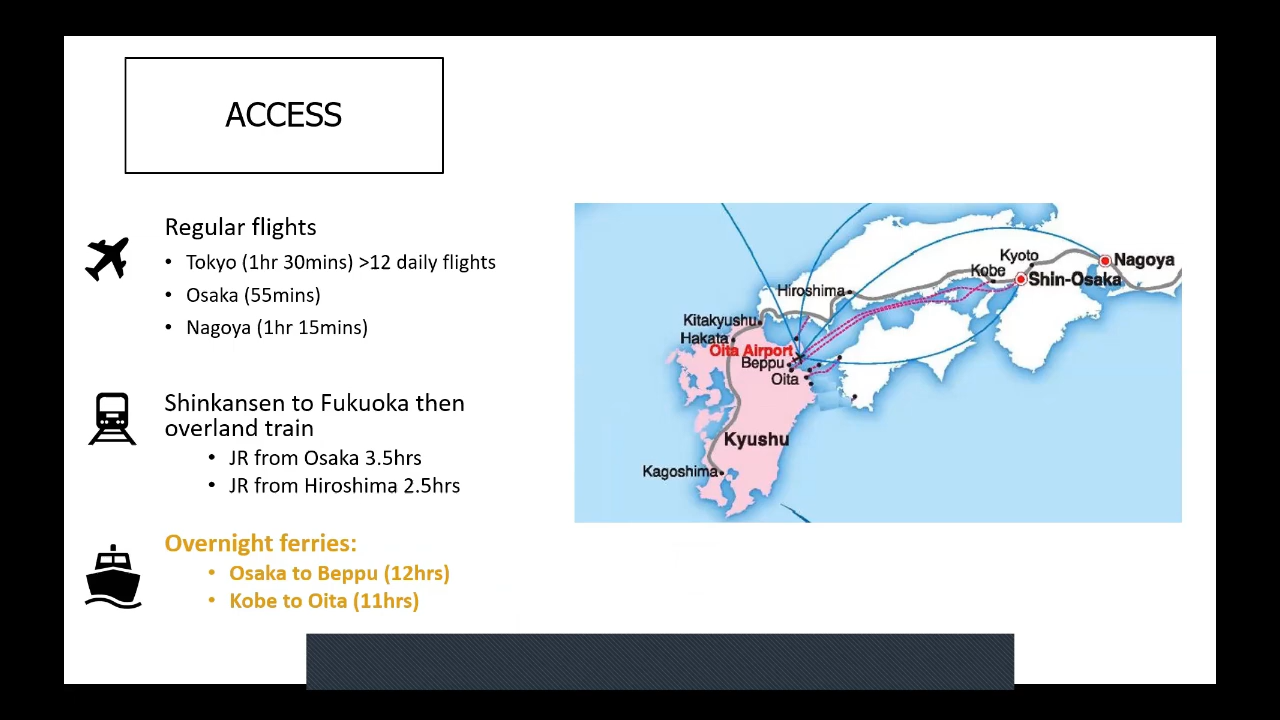 ACCESS
Regular flights
• Tokyo (1hr 30mins) >12 daily flights
• Osaka (55mins)
• Nagoya (1hr 15mins)
Shinkansen to Fukuoka then
overland train
• JR from Osaka 3.5hrs
• JR from Hiroshima 2.5hrs
Overnight ferries:
• Osaka to Beppu (12hrs)
• Kobe to Oita (11hrs)
Kyoto
Nagoya
Kobe
Shin-Osaka
Hiroshima
Kitakyushu
Hakata
Oita Airport
Beppu
Oita
Kyushu
Kagoshima